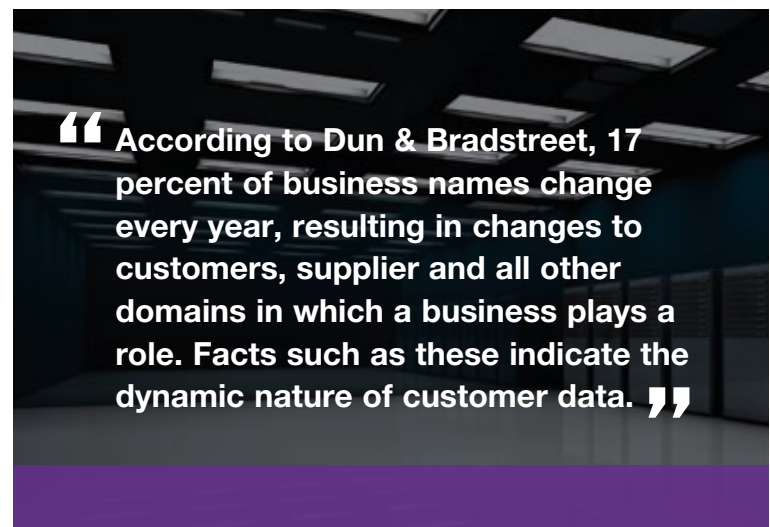 “ According to Dun & Bradstreet, 17
percent of business names change
every year, resulting in changes to
customers, supplier and all other
domains in which a business plays a
role. Facts such as these indicate the
dynamic nature of customer data. ”